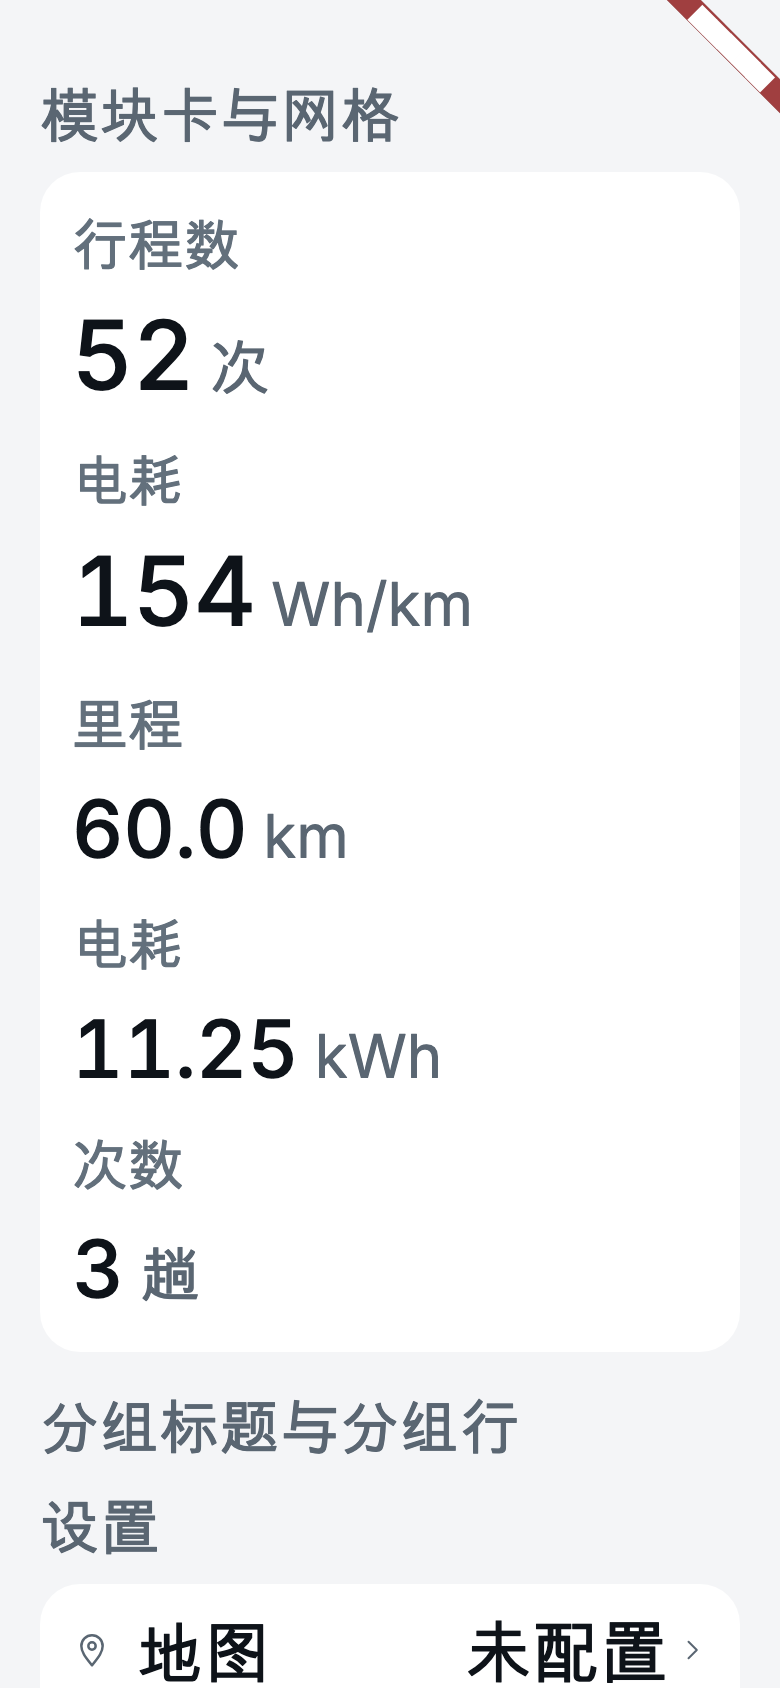 模块卡与网格
行程数
52 次
电耗
154 Wh/km
里程
60.0 km
电耗
11.25 kWh
次数
3 趟
分组标题与分组行
设置
地图 未配置